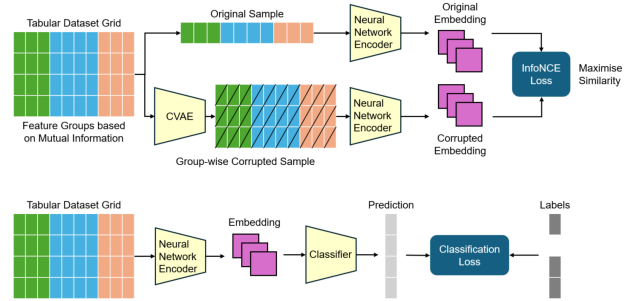 Tabular Dataset Grid
Feature Groups based
on Mutual Information
Original Sample
CVAE
Group-wise Corrupted Sample
Neural
Network
Encoder
Neural
Network
Encoder
Original
Embedding
Corrupted
Embedding
InfoNCE
Loss
Maximise
Similarity
Tabular Dataset Grid
Neural
Network
Encoder
Embedding
Classifier
Prediction
Classification
Loss
Labels